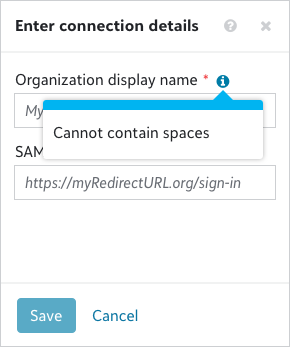 Enter connection details
Organization display name *
My
Cannot contain spaces
SAM
https://myRedirectURL.org/sign-in
Save Cancel